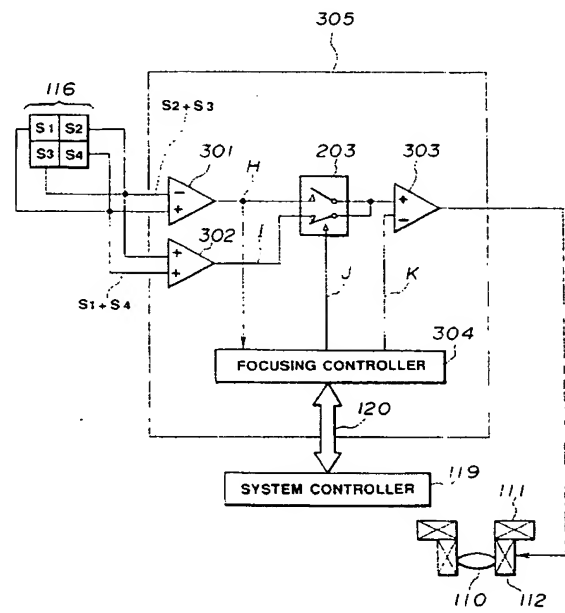 305
116
S1 S2
S3 S4
S2+S3
301
H
203
303
302
I
J
K
S1+S4
304
FOCUSING CONTROLLER
120
119
SYSTEM CONTROLLER
111
110
112